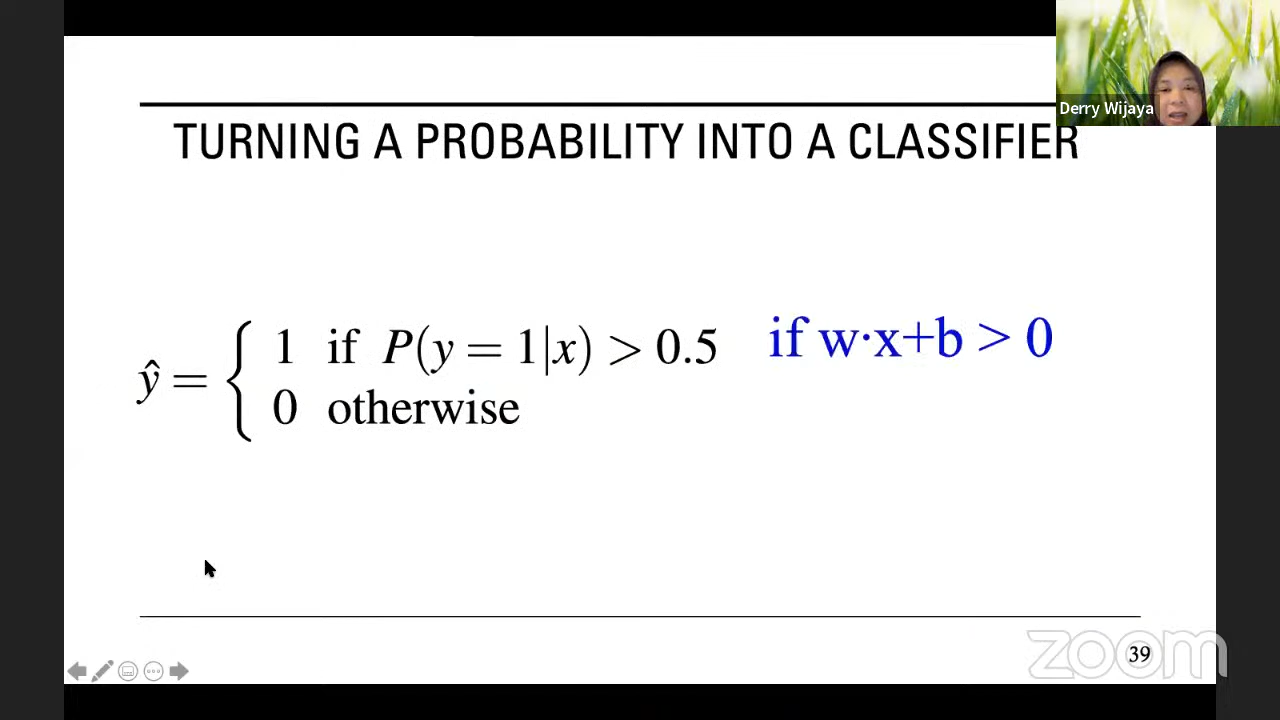 Derry Wijaya
TURNING A PROBABILITY INTO A CLASSIFIER
ŷ = { 1 if P(y = 1|x) > 0.5 if w·x+b > 0
0 otherwise
zoom
39